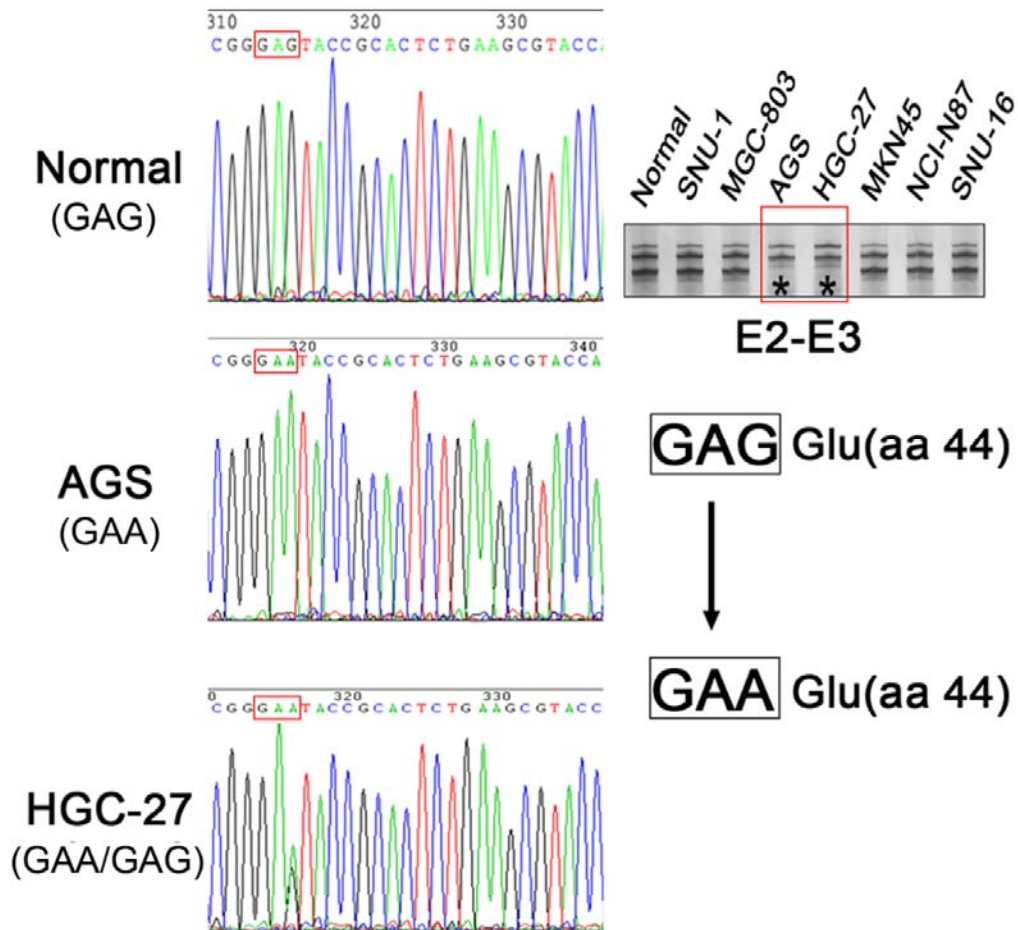 310 320 330
CGGGAGTACCGCACTCTGAAGCGTACCA
Normal
(GAG)
Normal
SNU-1
MGC-803
AGS
HGC-27
MKN45
NCI-N87
SNU-16
* *
E2-E3
320 330 340
CGGGAATACCGCACTCTGAAGCGTACCA
AGS
(GAA)
GAG Glu(aa 44)
GAA Glu(aa 44)
0 320 330
CGGGAATACCGCACTCTGAAGCGTACC
HGC-27
(GAA/GAG)